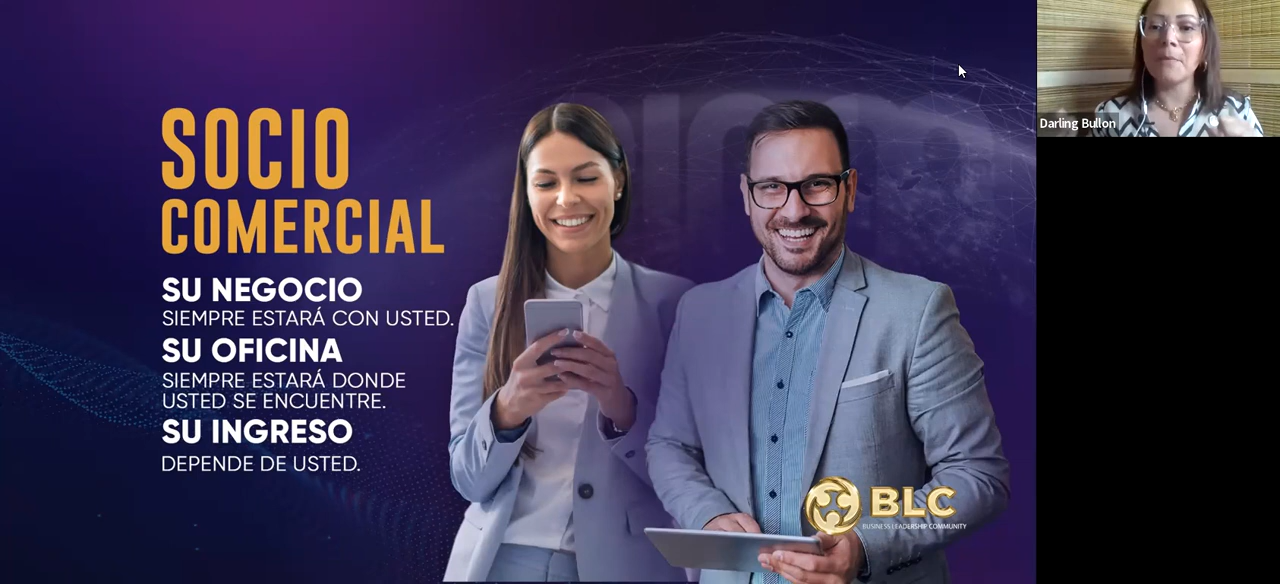 SOCIO
COMERCIAL
SU NEGOCIO
SIEMPRE ESTARÁ CON USTED.
SU OFICINA
SIEMPRE ESTARÁ DONDE
USTED SE ENCUENTRE.
SU INGRESO
DEPENDE DE USTED.
BLC
BUSINESS LEADERSHIP COMMUNITY
Darling Bullon